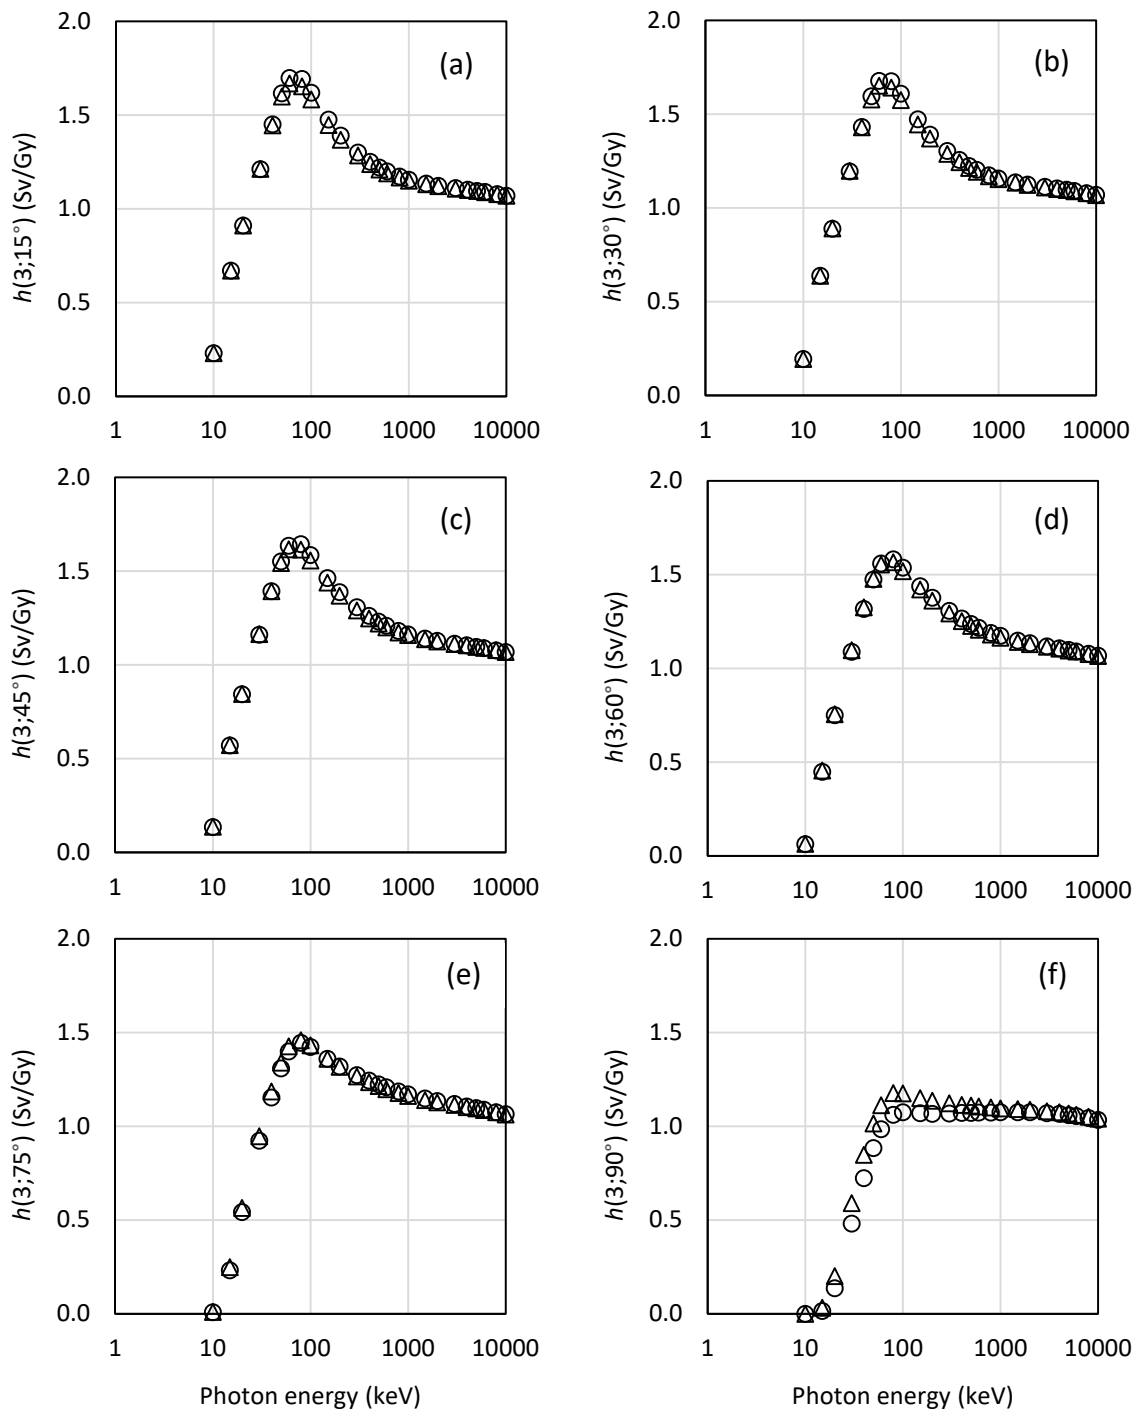 (a)
h(3;15°) (Sv/Gy)
2.0
1.5
1.0
0.5
0.0
1 10 100 1000 10000
(b)
h(3;30°) (Sv/Gy)
2.0
1.5
1.0
0.5
0.0
1 10 100 1000 10000
(c)
h(3;45°) (Sv/Gy)
2.0
1.5
1.0
0.5
0.0
1 10 100 1000 10000
(d)
h(3;60°) (Sv/Gy)
2.0
1.5
1.0
0.5
0.0
1 10 100 1000 10000
(e)
h(3;75°) (Sv/Gy)
2.0
1.5
1.0
0.5
0.0
1 10 100 1000 10000
Photon energy (keV)
(f)
h(3;90°) (Sv/Gy)
2.0
1.5
1.0
0.5
0.0
1 10 100 1000 10000
Photon energy (keV)